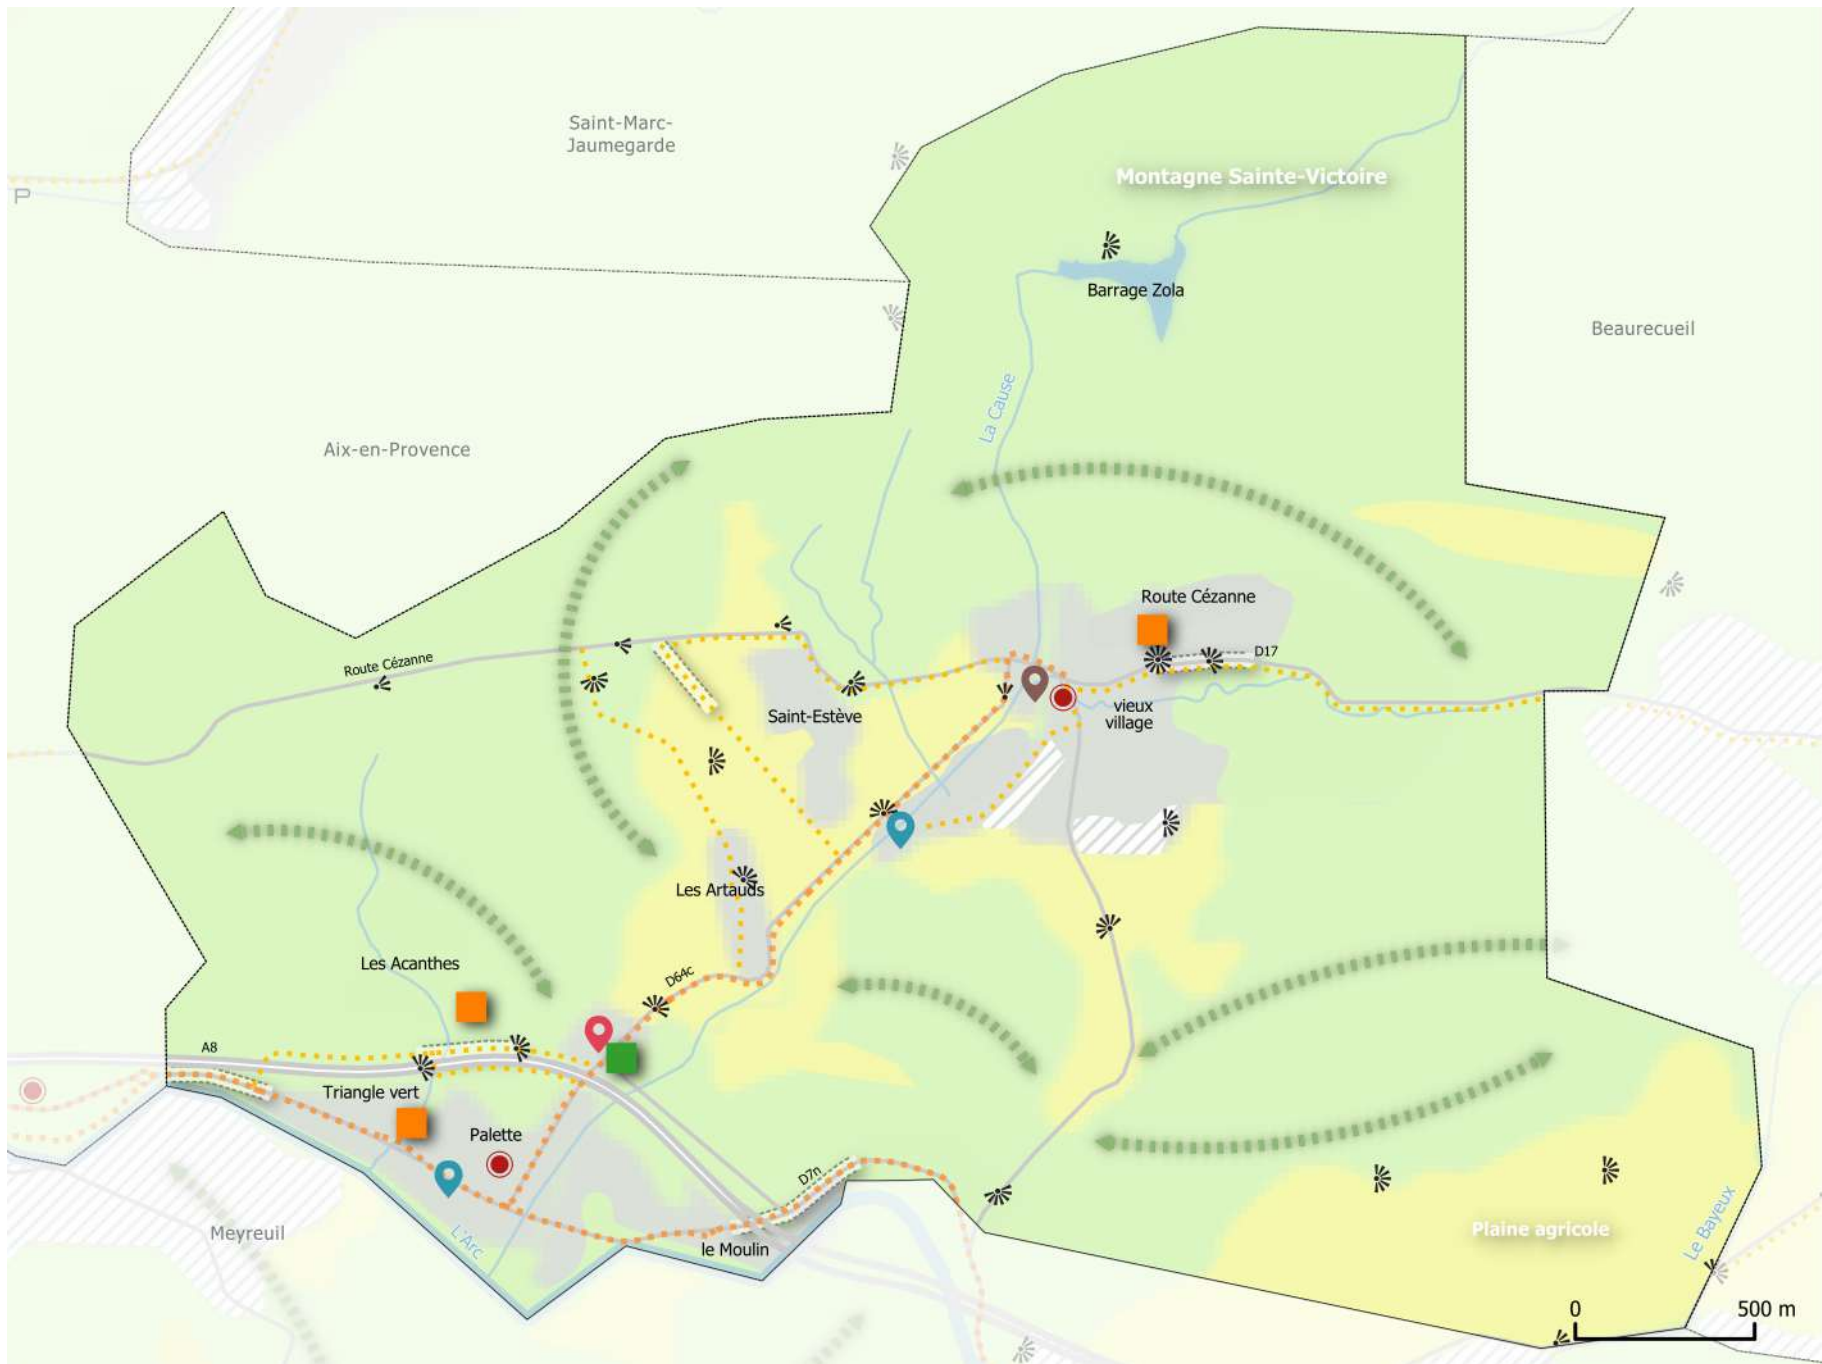 Saint-Marc-
Jaumegarde
Montagne Sainte-Victoire
P
Barrage Zola
Beaurecueil
La Cause
Aix-en-Provence
Route Cézanne
Route Cézanne
D17
Saint-Estève
vieux
village
Les Artauds
Les Acanthes
D64c
A8
Triangle vert
Palette
D7n
Meyreuil
L'Arc
le Moulin
Plaine agricole
Le Bayeux
0 500 m